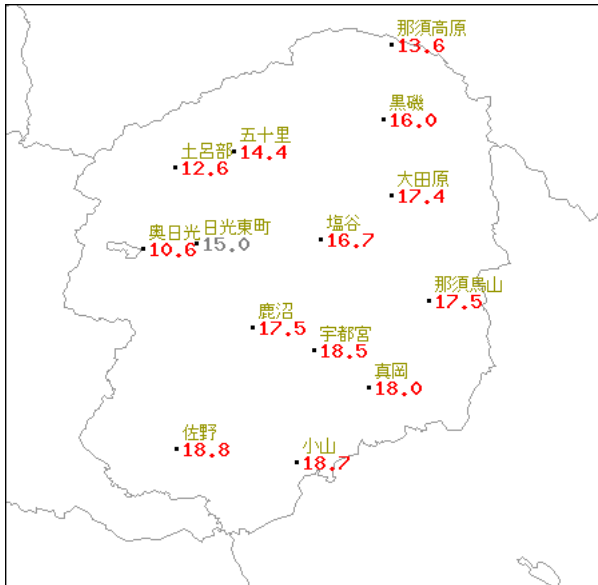 那須高原
13.6
黒磯
16.0
五十里
14.4
土呂部
12.6
大田原
17.4
塩谷
16.7
日光東町
15.0
奥日光
10.6
那須烏山
17.5
鹿沼
17.5
宇都宮
18.5
真岡
18.0
佐野
18.8
小山
18.7